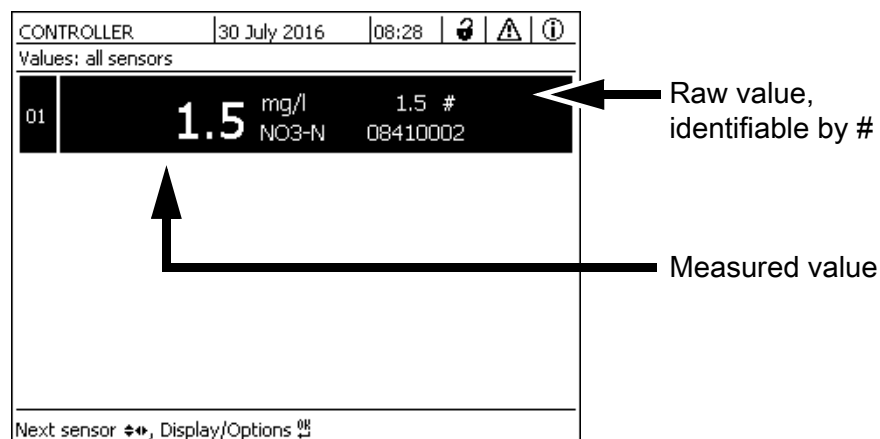 CONTROLLER 30 July 2016 08:28
Values: all sensors
01 1.5 mg/l NO3-N 1.5 # 08410002
Raw value,
identifiable by #
Measured value
Next sensor, Display/Options OK